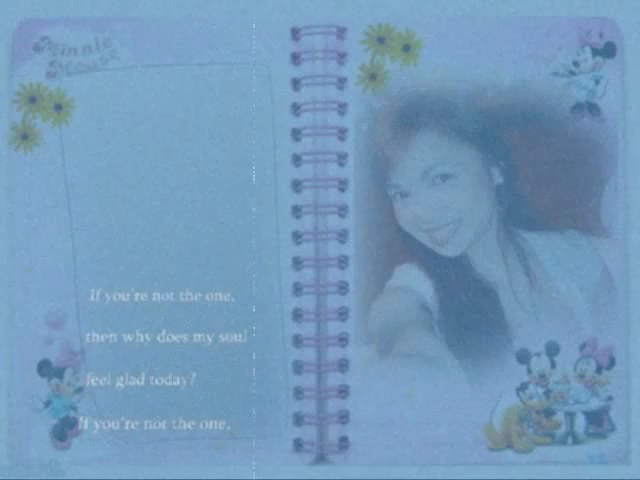 Minnie
Mouse
If you're not the one,
then why does my soul
feel glad today?
If you're not the one,